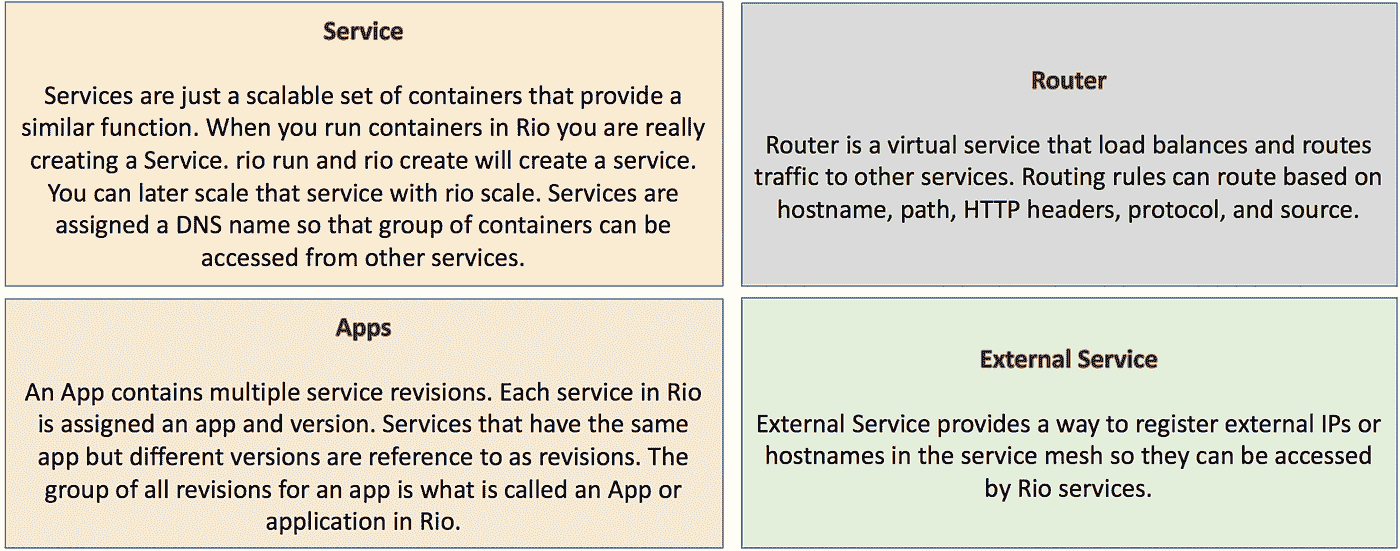 Service
Services are just a scalable set of containers that provide a
similar function. When you run containers in Rio you are really
creating a Service. rio run and rio create will create a service.
You can later scale that service with rio scale. Services are
assigned a DNS name so that group of containers can be
accessed from other services.
Router
Router is a virtual service that load balances and routes
traffic to other services. Routing rules can route based on
hostname, path, HTTP headers, protocol, and source.
Apps
An App contains multiple service revisions. Each service in Rio
is assigned an app and version. Services that have the same
app but different versions are reference to as revisions. The
group of all revisions for an app is what is called an App or
application in Rio.
External Service
External Service provides a way to register external IPs or
hostnames in the service mesh so they can be accessed
by Rio services.